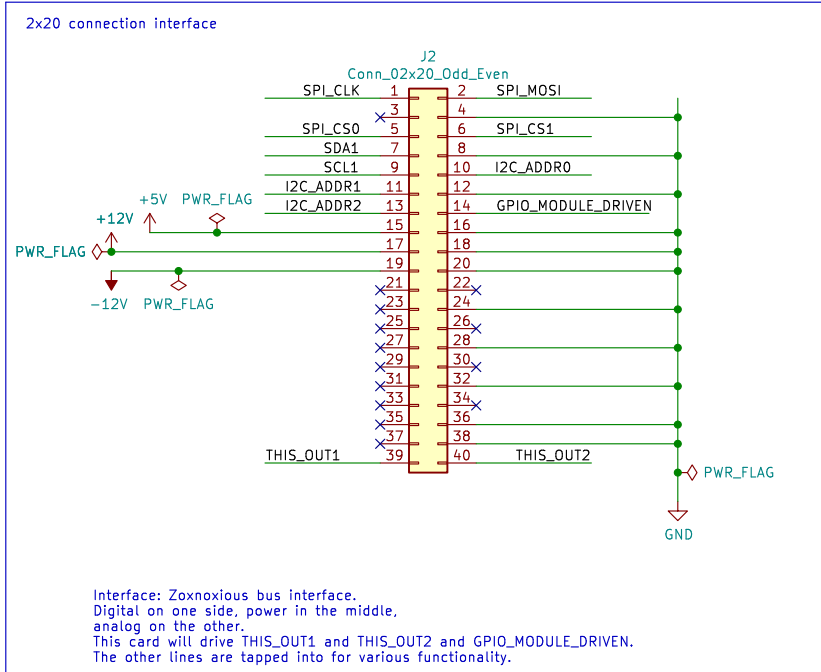 2x20 connection interface
J2
Conn_02x20_Odd_Even
SPI_CLK 1 2 SPI_MOSI
3 4
SPI_CS0 5 6 SPI_CS1
SDA1 7 8
SCL1 9 10 I2C_ADDR0
I2C_ADDR1 11 12
I2C_ADDR2 13 14 GPIO_MODULE_DRIVEN
+5V PWR_FLAG
15 16
+12V
PWR_FLAG 17 18
19 20
-12V PWR_FLAG
21 22
23 24
25 26
27 28
29 30
31 32
33 34
35 36
37 38
THIS_OUT1 39 40 THIS_OUT2
PWR_FLAG
GND
Interface: Zoxnoxious bus interface.
Digital on one side, power in the middle,
analog on the other.
This card will drive THIS_OUT1 and THIS_OUT2 and GPIO_MODULE_DRIVEN.
The other lines are tapped into for various functionality.